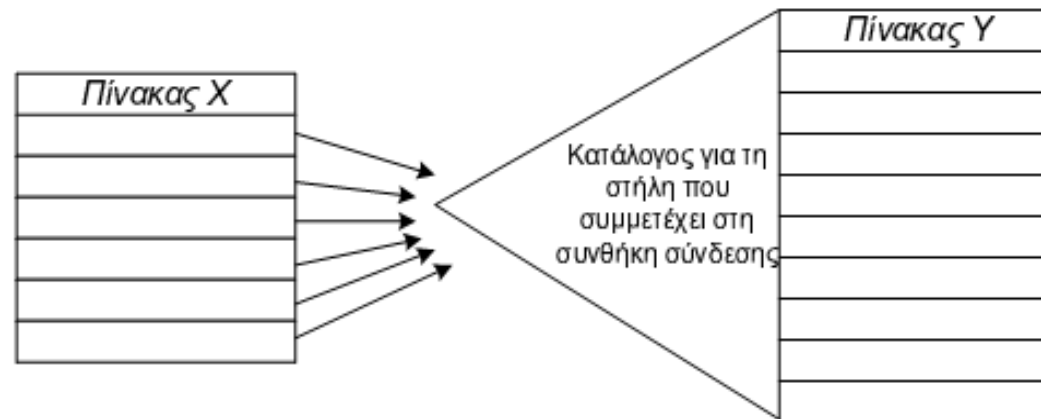 Πίνακας X
Πίνακας Y
Κατάλογος για τη
στήλη που
συμμετέχει στη
συνθήκη σύνδεσης